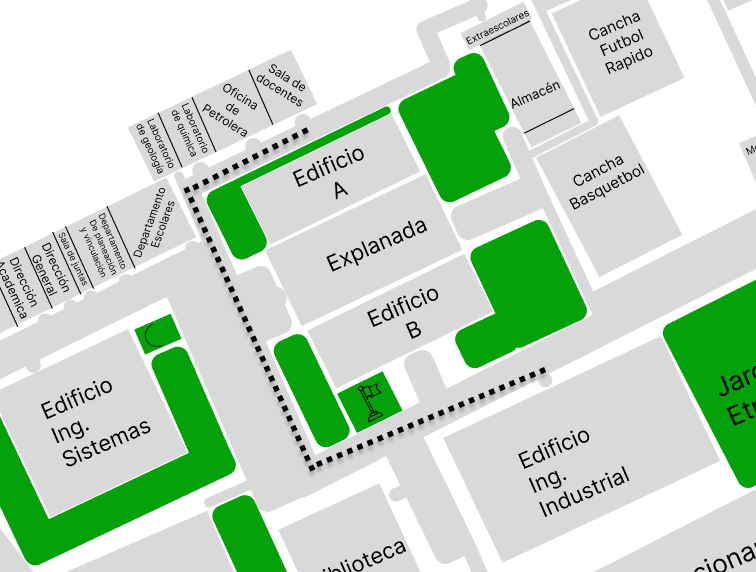 Extraescolares
Almacén
Cancha
Futbol
Rapido
Sala de
docentes
Oficina
de
Petrolera
Laboratorio
de química
Laboratorio
de geología
Edificio
A
Cancha
Basquetbol
Explanada
Departamento
Escolares
Departamento
De planeación
y vinculación
Sala de juntas
Dirección
General
Dirección
Academica
Edificio
B
Edificio
Ing.
Sistemas
Edificio
Ing.
Industrial